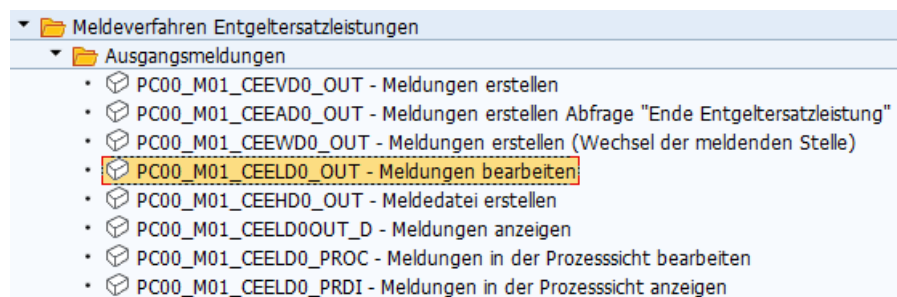 Meldeverfahren Entgeltersatzleistungen
Ausgangsmeldungen
PC00_M01_CEEVD0_OUT - Meldungen erstellen
PC00_M01_CEEAD0_OUT - Meldungen erstellen Abfrage "Ende Entgeltersatzleistung"
PC00_M01_CEEWD0_OUT - Meldungen erstellen (Wechsel der meldenden Stelle)
PC00_M01_CEELD0_OUT - Meldungen bearbeiten
PC00_M01_CEEHD0_OUT - Meldedatei erstellen
PC00_M01_CEELD0OUT_D - Meldungen anzeigen
PC00_M01_CEELD0_PROC - Meldungen in der Prozesssicht bearbeiten
PC00_M01_CEELD0_PRDI - Meldungen in der Prozesssicht anzeigen